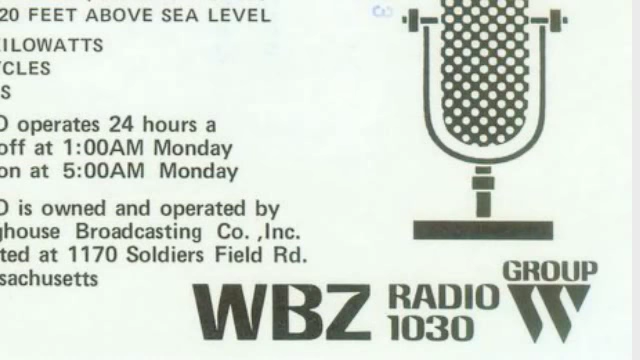 20 FEET ABOVE SEA LEVEL
ILOWATTS
CLES
S
O operates 24 hours a
off at 1:00AM Monday
on at 5:00AM Monday
O is owned and operated by
ghouse Broadcasting Co. ,Inc.
ted at 1170 Soldiers Field Rd.
sachusetts
WBZ RADIO 1030 GROUP W